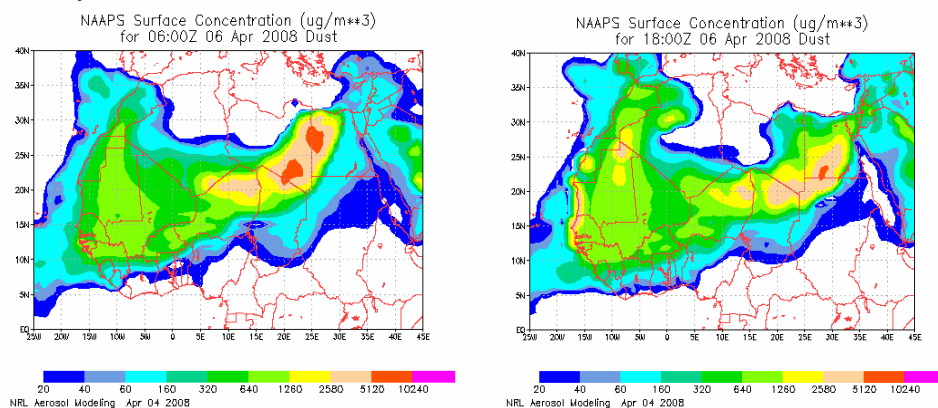 NAAPS Surface Concentration (ug/m**3)
for 06:00Z 06 Apr 2008 Dust
40N
35N
30N
25N
20N
15N
10N
5N
EQ
25W 20W 15W 10W 5W 0 5E 10E 15E 20E 25E 30E 35E 40E 45E
20 40 60 160 320 640 1260 2580 5120 10240
NRL Aerosol Modeling Apr 04 2008
NAAPS Surface Concentration (ug/m**3)
for 18:00Z 06 Apr 2008 Dust
40N
35N
30N
25N
20N
15N
10N
5N
EQ
25W 20W 15W 10W 5W 0 5E 10E 15E 20E 25E 30E 35E 40E 45E
20 40 60 160 320 640 1260 2580 5120 10240
NRL Aerosol Modeling Apr 04 2008